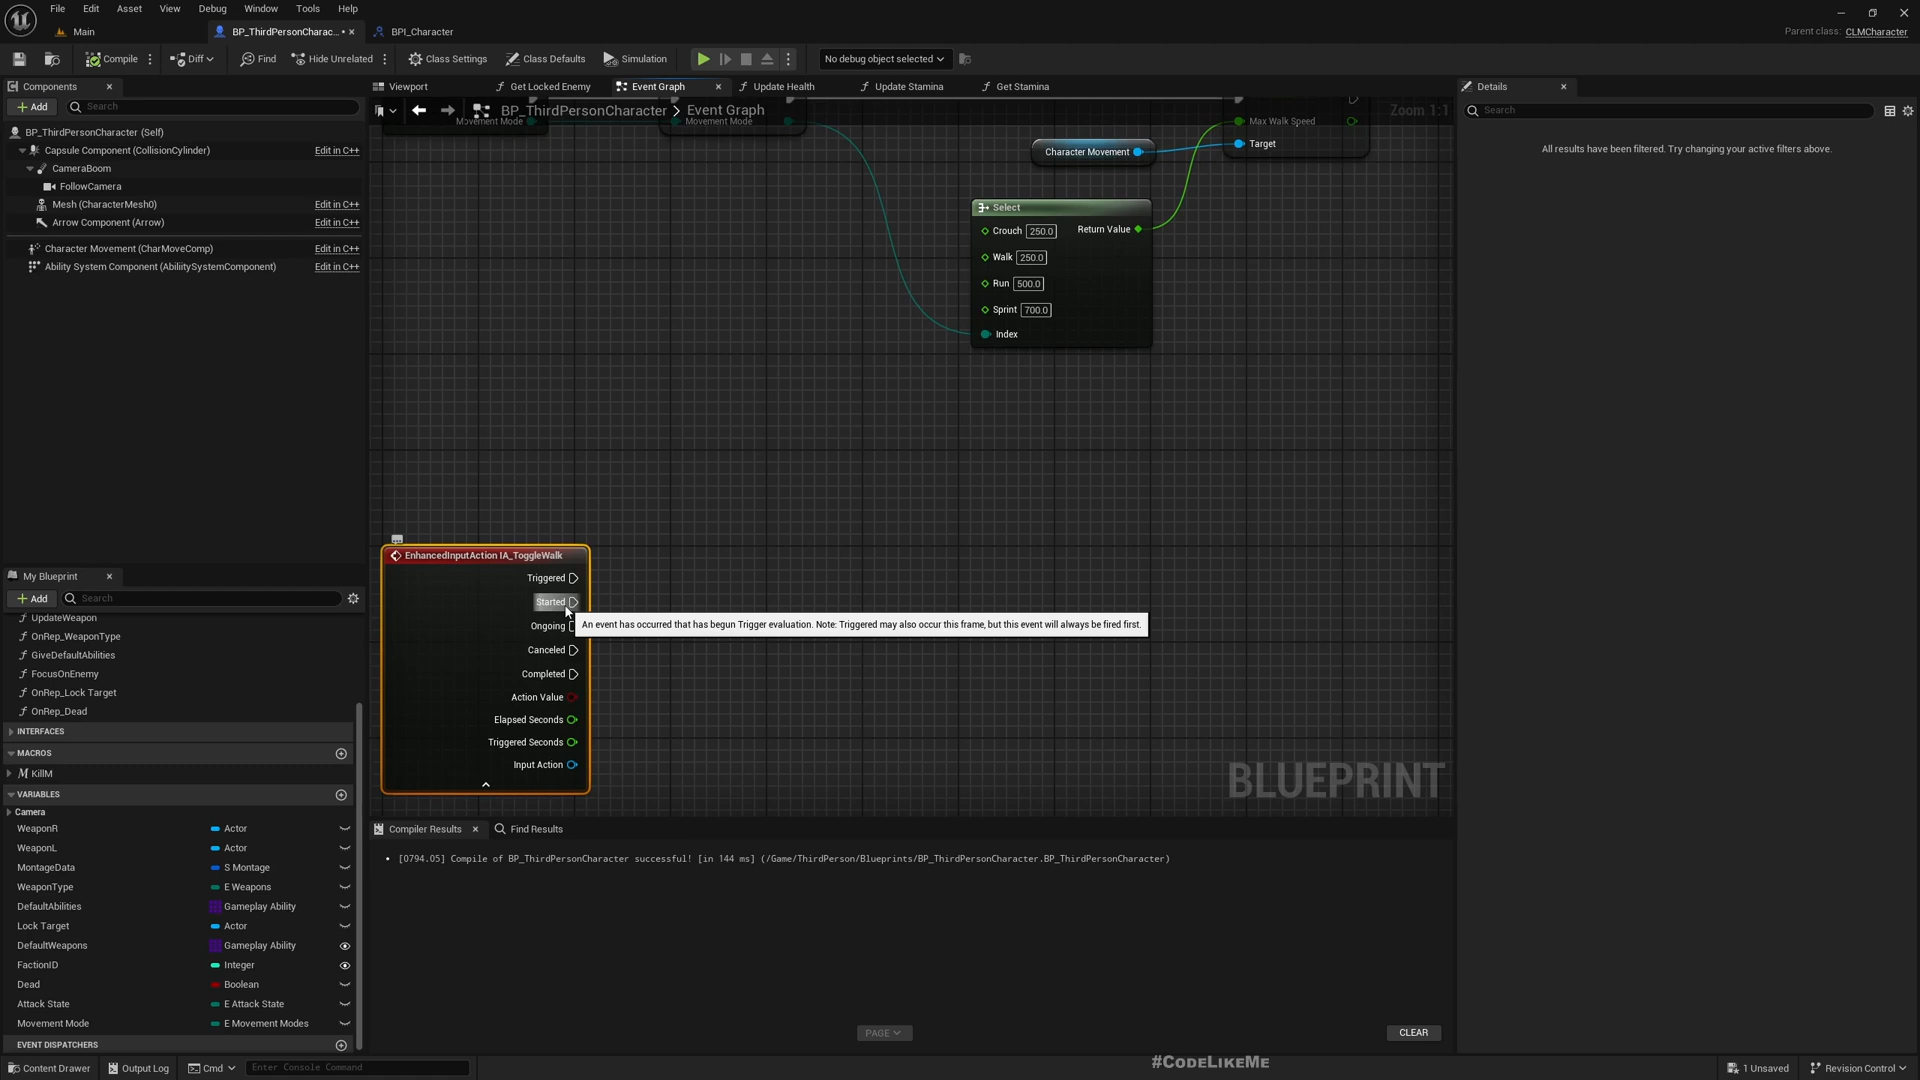 File Edit Asset View Debug Window Tools Help
Main
BP_ThirdPersonCharac... •
BPI_Character
Parent class: CLMCharacter
Compile
Diff
Find
Hide Unrelated
Class Settings
Class Defaults
Simulation
No debug object selected
Components
Viewport
Get Locked Enemy
Event Graph
Update Health
Update Stamina
Get Stamina
Details
+ Add
Search
BP_ThirdPersonCharacter > Event Graph
Zoom 1:1
Search
All results have been filtered. Try changing your active filters above.
BP_ThirdPersonCharacter (Self)
Capsule Component (CollisionCylinder) Edit in C++
CameraBoom
FollowCamera
Mesh (CharacterMesh0) Edit in C++
Arrow Component (Arrow) Edit in C++
Character Movement (CharMoveComp) Edit in C++
Ability System Component (AbiliitySystemComponent) Edit in C++
Movement Mode
Movement Mode
Max Walk Speed
Character Movement
Target
Select
Crouch 250.0 Return Value
Walk 250.0
Run 500.0
Sprint 700.0
Index
EnhancedInputAction IA_ToggleWalk
Triggered
Started
Ongoing
An event has occurred that has begun Trigger evaluation. Note: Triggered may also occur this frame, but this event will always be fired first.
Canceled
Completed
Action Value
Elapsed Seconds
Triggered Seconds
Input Action
BLUEPRINT
My Blueprint
+ Add
Search
UpdateWeapon
OnRep_WeaponType
GiveDefaultAbilities
FocusOnEnemy
OnRep_Lock Target
OnRep_Dead
INTERFACES
MACROS
KillM
VARIABLES
Camera
WeaponR Actor
WeaponL Actor
MontageData S Montage
WeaponType E Weapons
DefaultAbilities Gameplay Ability
Lock Target Actor
DefaultWeapons Gameplay Ability
FactionID Integer
Dead Boolean
Attack State E Attack State
Movement Mode E Movement Modes
EVENT DISPATCHERS
Compiler Results
Find Results
[0794.05] Compile of BP_ThirdPersonCharacter successful! [in 144 ms] (/Game/ThirdPerson/Blueprints/BP_ThirdPersonCharacter.BP_ThirdPersonCharacter)
PAGE
CLEAR
#CODELIKEME
Content Drawer
Output Log
Cmd
Enter Console Command
1 Unsaved
Revision Control